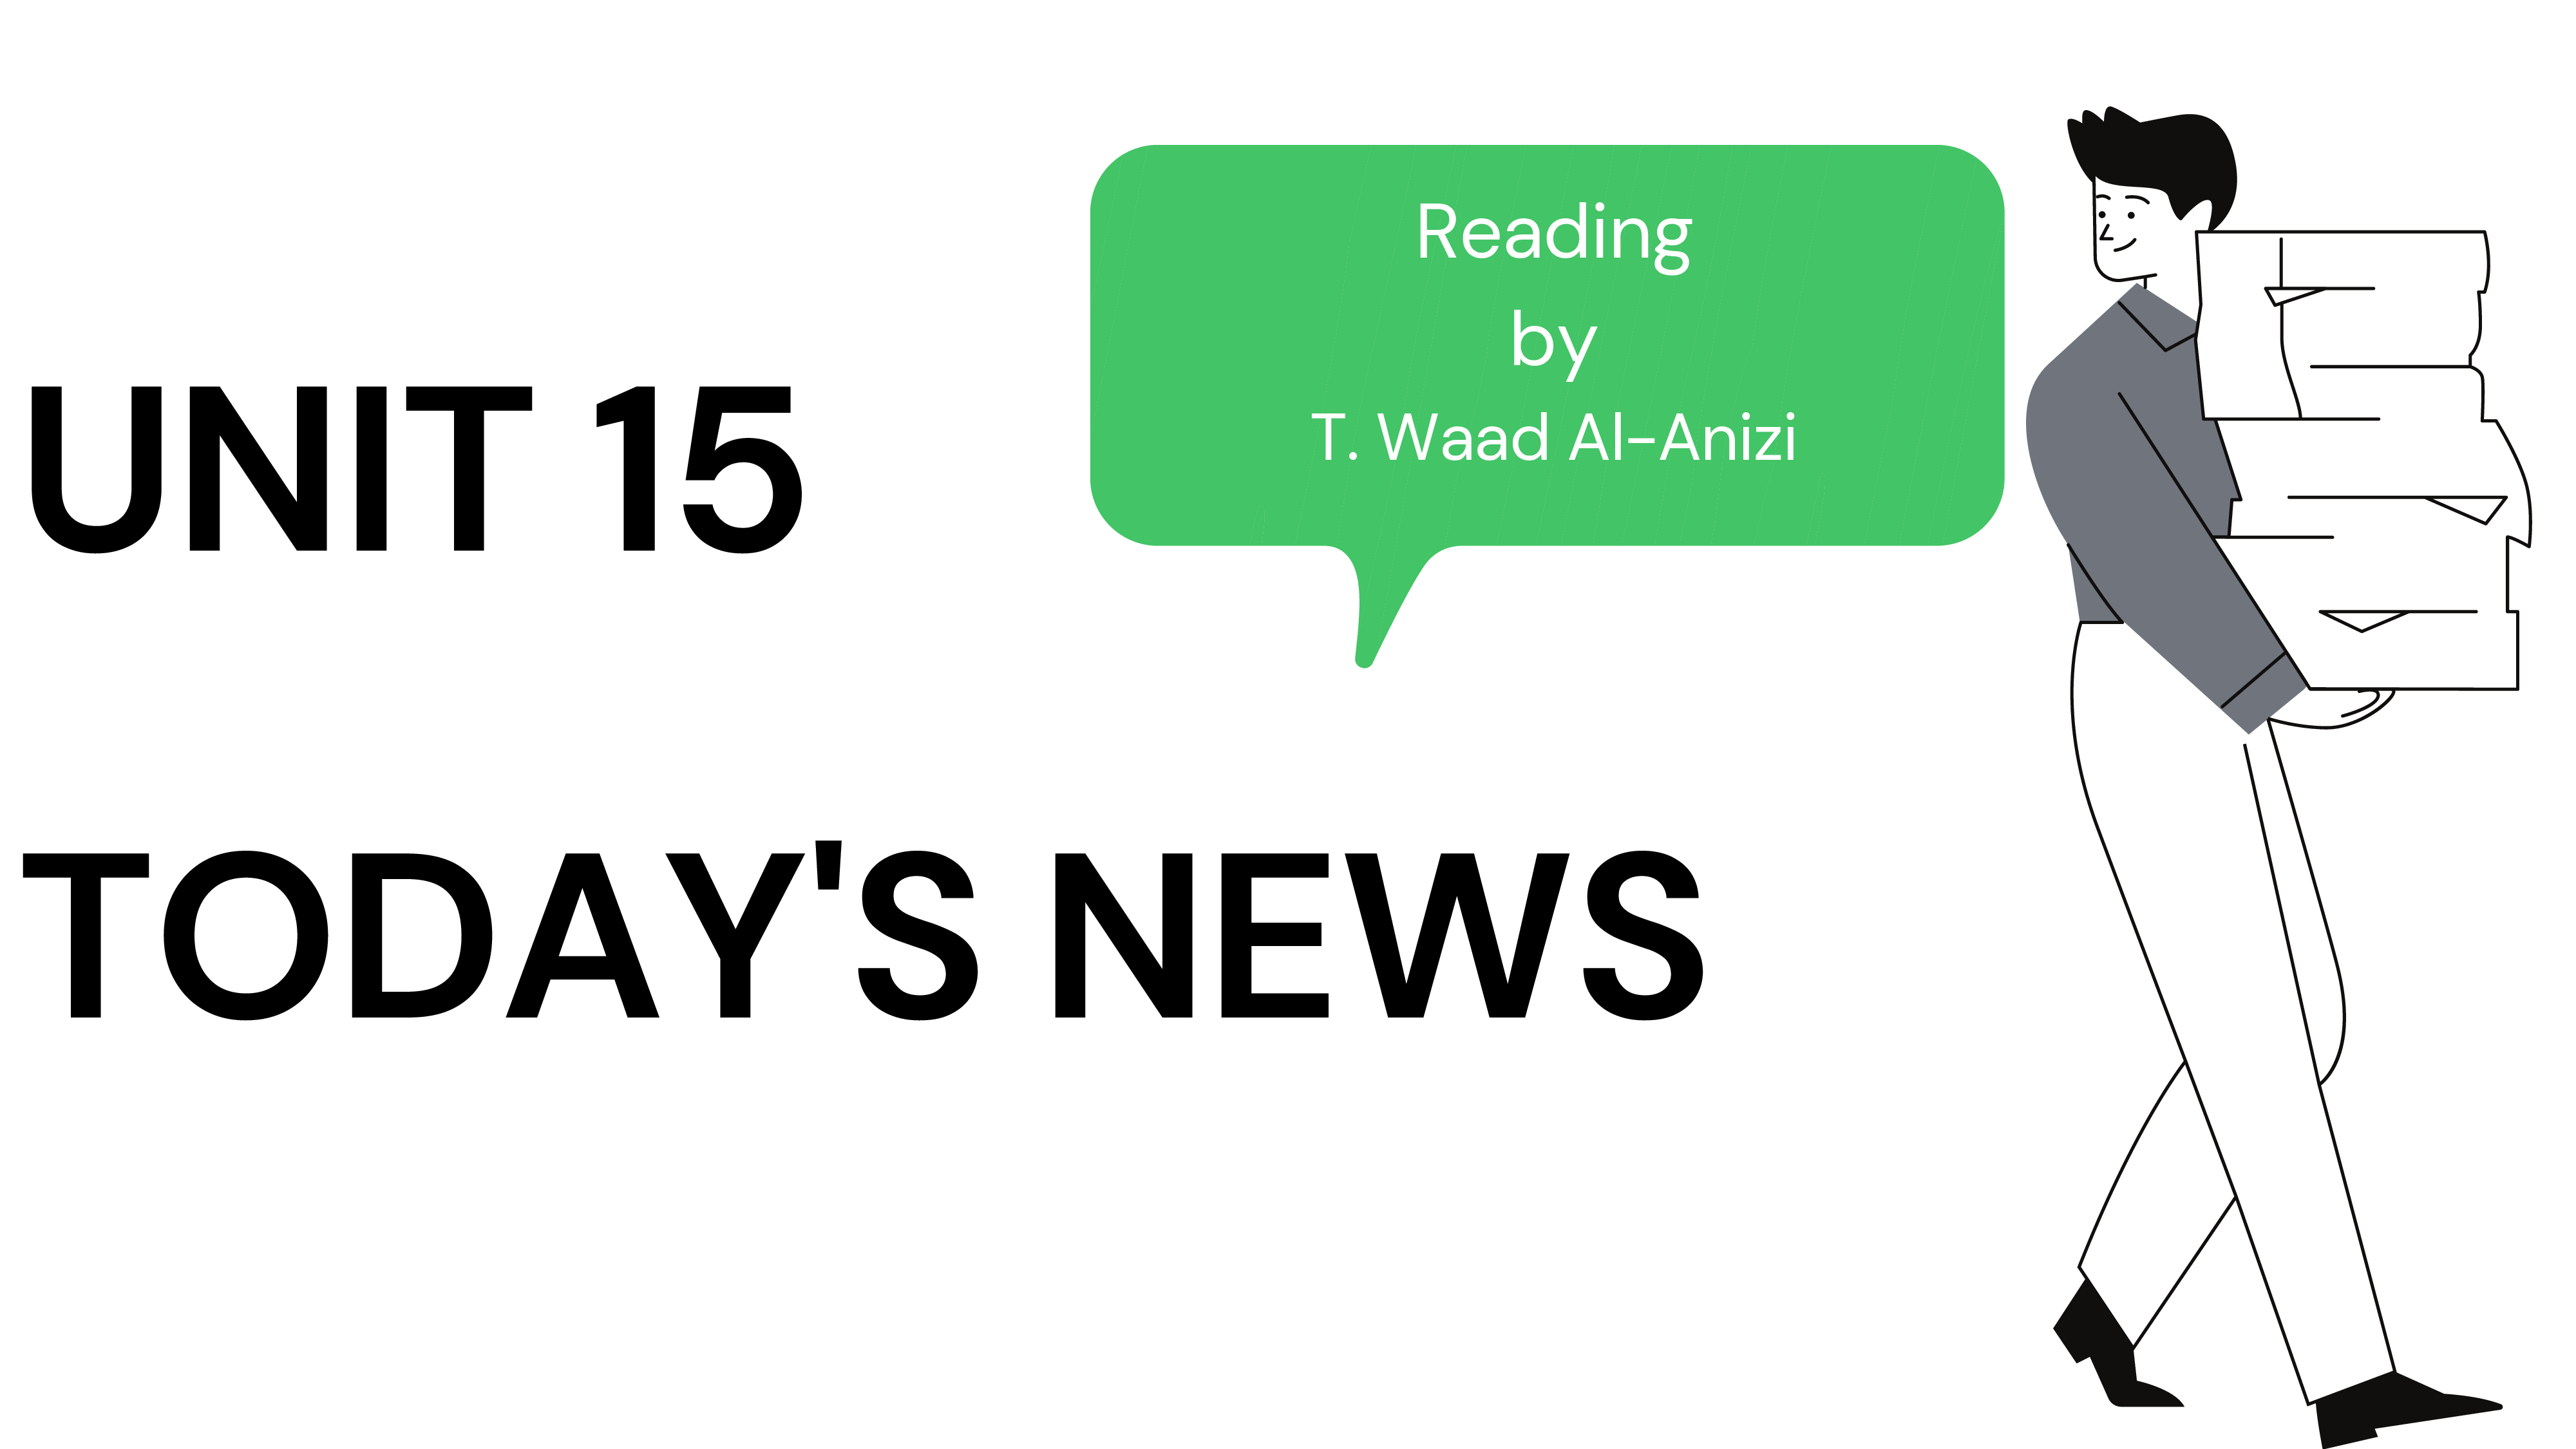 UNIT 15
Reading
by
T. Waad Al-Anizi
TODAY'S NEWS